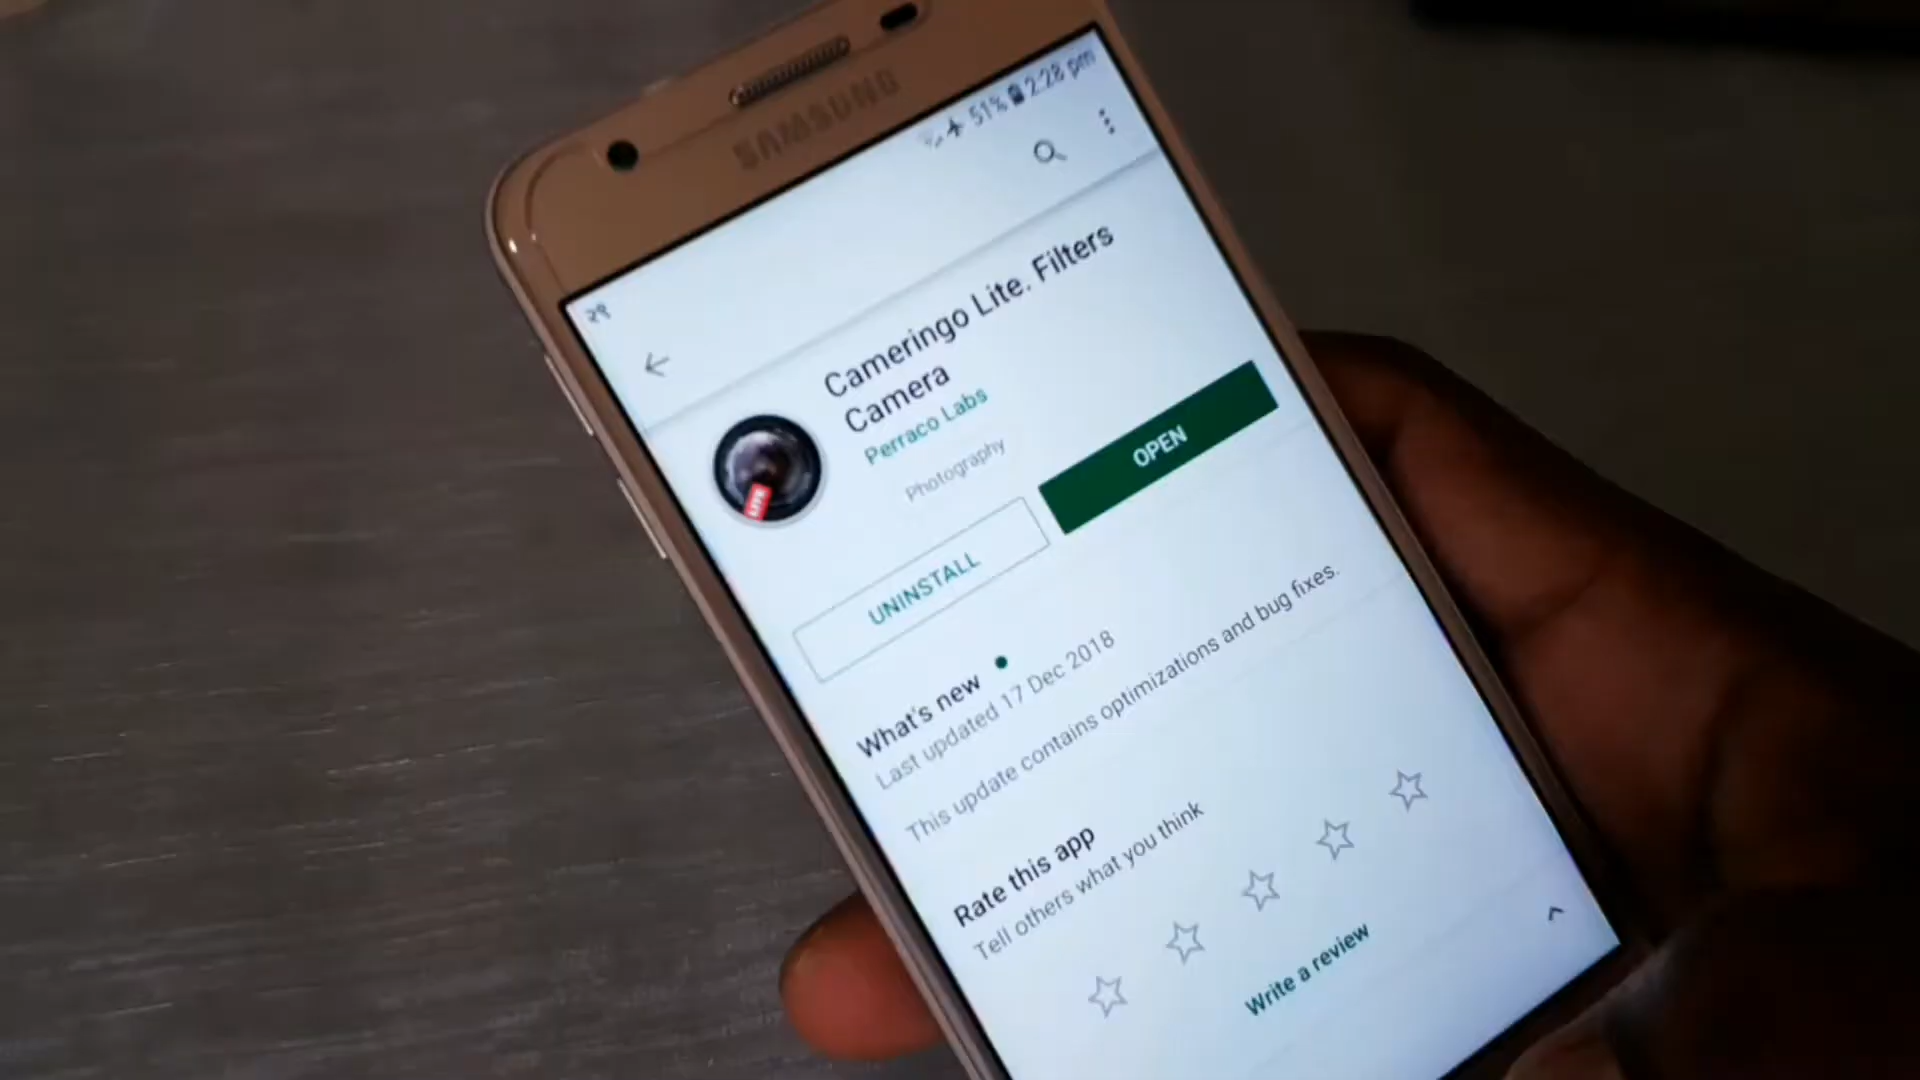 SAMSUNG
51% 2:28 pm
२९
Cameringo Lite. Filters
Camera
Perraco Labs
Photography
LITE
UNINSTALL
OPEN
What's new
Last updated 17 Dec 2018
This update contains optimizations and bug fixes.
Rate this app
Tell others what you think
Write a review